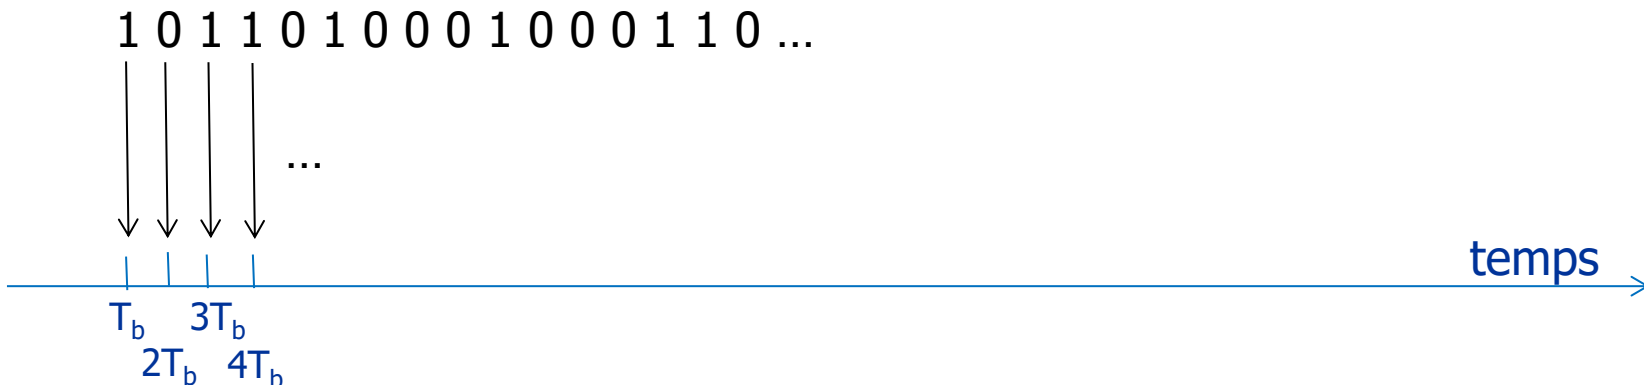 1 0 1 1 0 1 0 0 0 1 0 0 0 1 1 0 ...
...
temps
T_b 3T_b
2T_b 4T_b